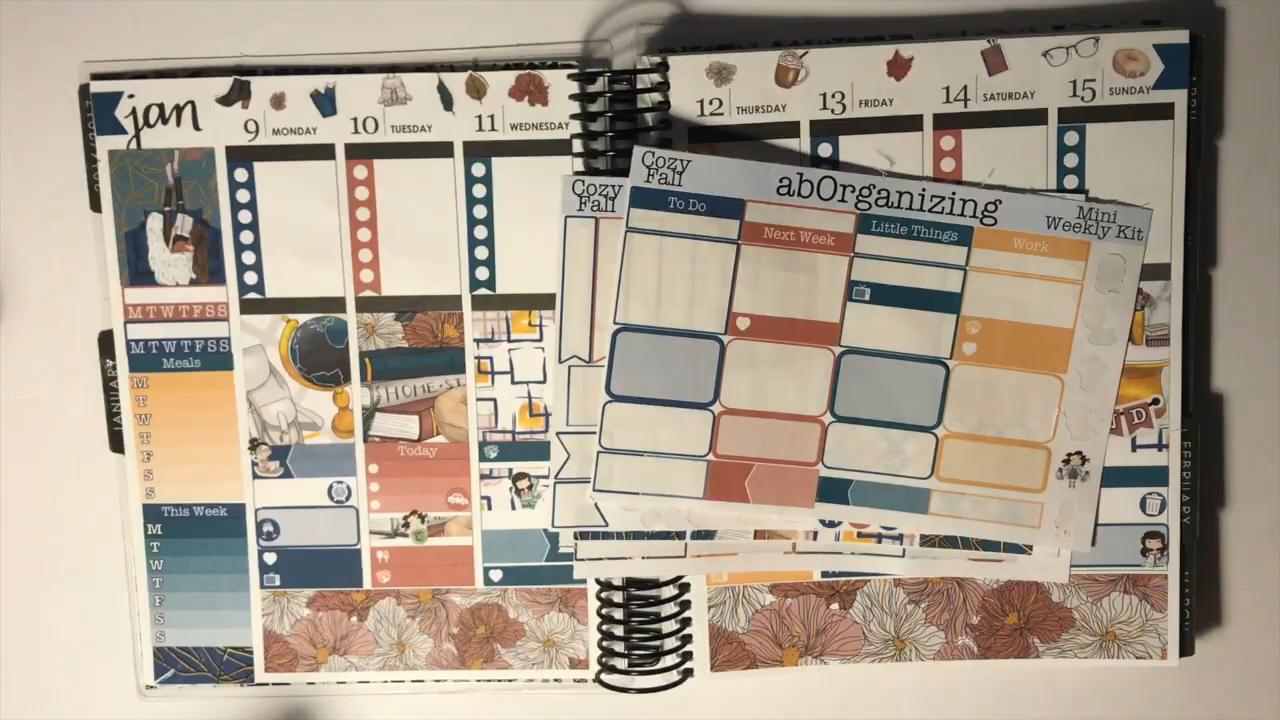 jan
9 MONDAY
10 TUESDAY
11 WEDNESDAY
12 THURSDAY
13 FRIDAY
14 SATURDAY
15 SUNDAY
MTWTFSS
MTWTFSS
Meals
M
T
W
T
F
S
S
This Week
M
T
W
T
F
S
S
HOME
Today
Cozy
Fall
Cozy
Fall
abOrganizing
Mini
Weekly Kit
To Do
Next Week
Little Things
Work
JANUARY
FEBRUARY
MARCH